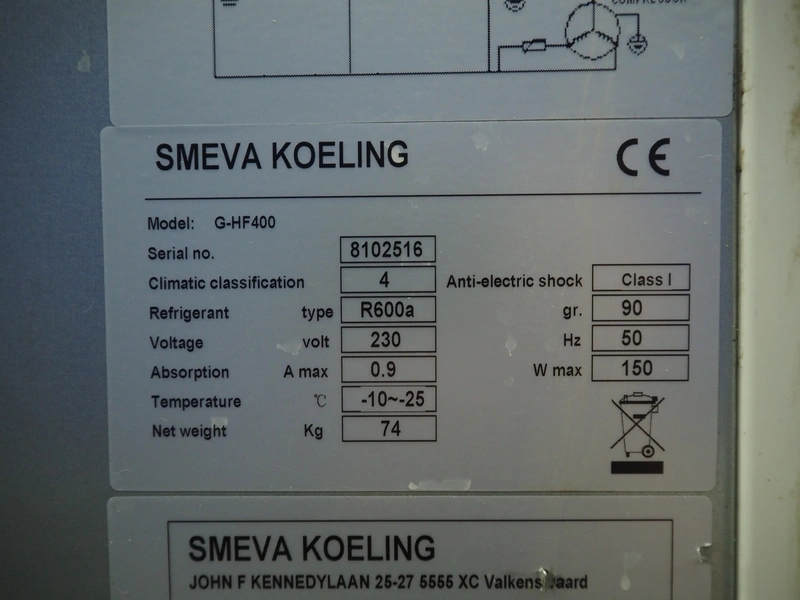 COMPRESSOR
SMEVA KOELING CE
Model: G-HF400
Serial no. 8102516
Climatic classification 4 Anti-electric shock Class I
Refrigerant type R600a gr. 90
Voltage volt 230 Hz 50
Absorption A max 0.9 W max 150
Temperature ℃ -10~-25
Net weight Kg 74
SMEVA KOELING
JOHN F KENNEDYLAAN 25-27 5555 XC